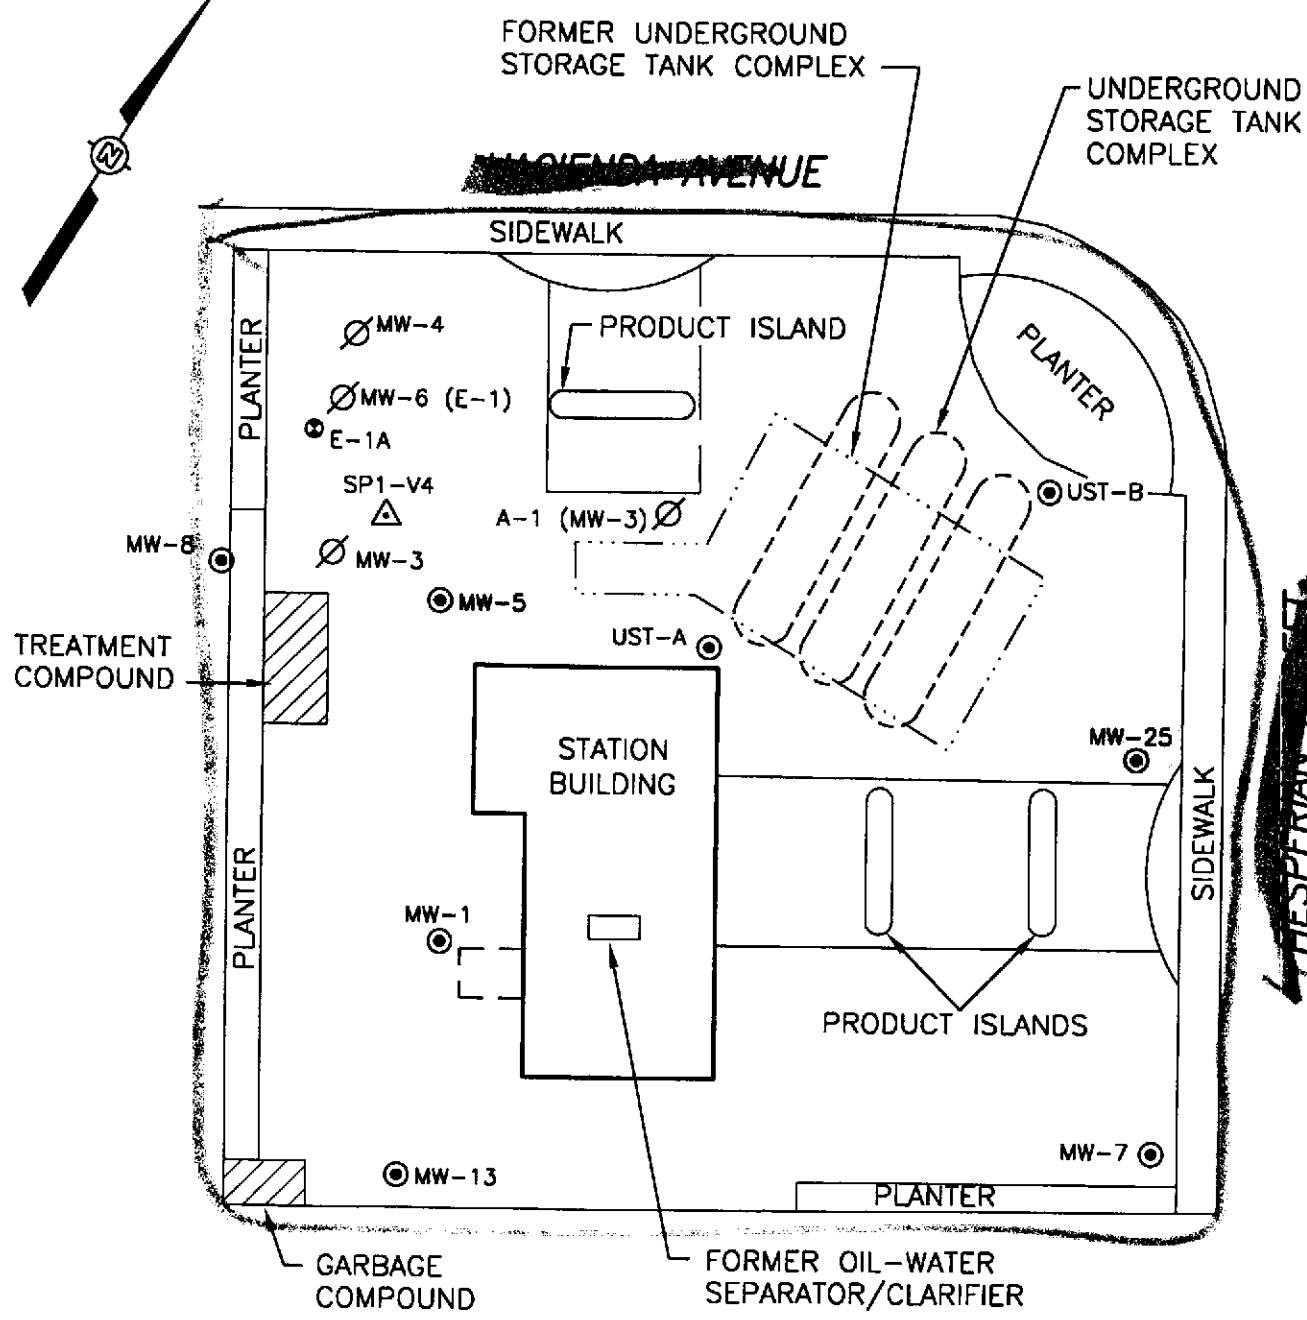 FORMER UNDERGROUND
STORAGE TANK COMPLEX
UNDERGROUND
STORAGE TANK
COMPLEX
N
HACIENDA AVENUE
SIDEWALK
PLANTER
MW-4
PRODUCT ISLAND
PLANTER
MW-6 (E-1)
E-1A
SP1-V4
A-1 (MW-3)
UST-B
MW-8
MW-3
MW-5
UST-A
TREATMENT
COMPOUND
STATION
BUILDING
MW-25
SIDEWALK
HESPERIAN
PLANTER
MW-1
PRODUCT ISLANDS
MW-7
MW-13
PLANTER
GARBAGE
COMPOUND
FORMER OIL-WATER
SEPARATOR/CLARIFIER